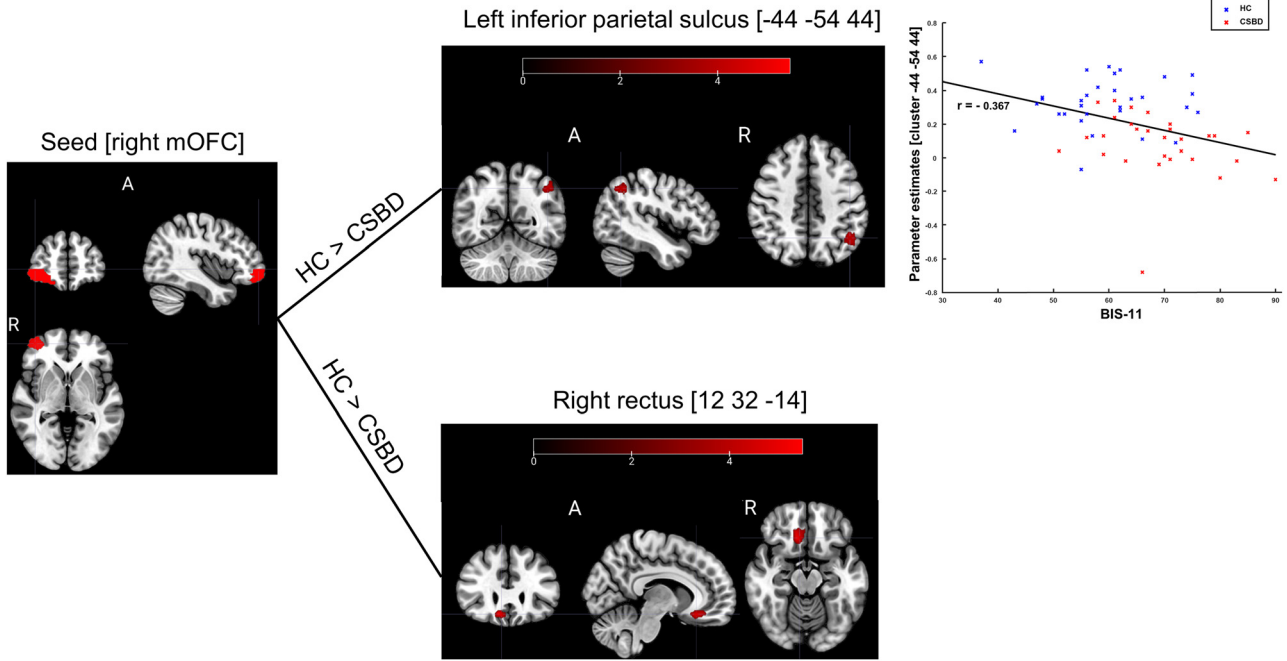 Left inferior parietal sulcus [-44 -54 44]
HC
CSBD
0.8
0.6
0.4
0.2
0
-0.2
-0.4
-0.6
-0.8
Parameter estimates [cluster -44 -54 44]
r = - 0.367
30 40 50 60 70 80 90
BIS-11
0 2 4
A R
Seed [right mOFC]
A
R
HC > CSBD
HC > CSBD
Right rectus [12 32 -14]
0 2 4
A R